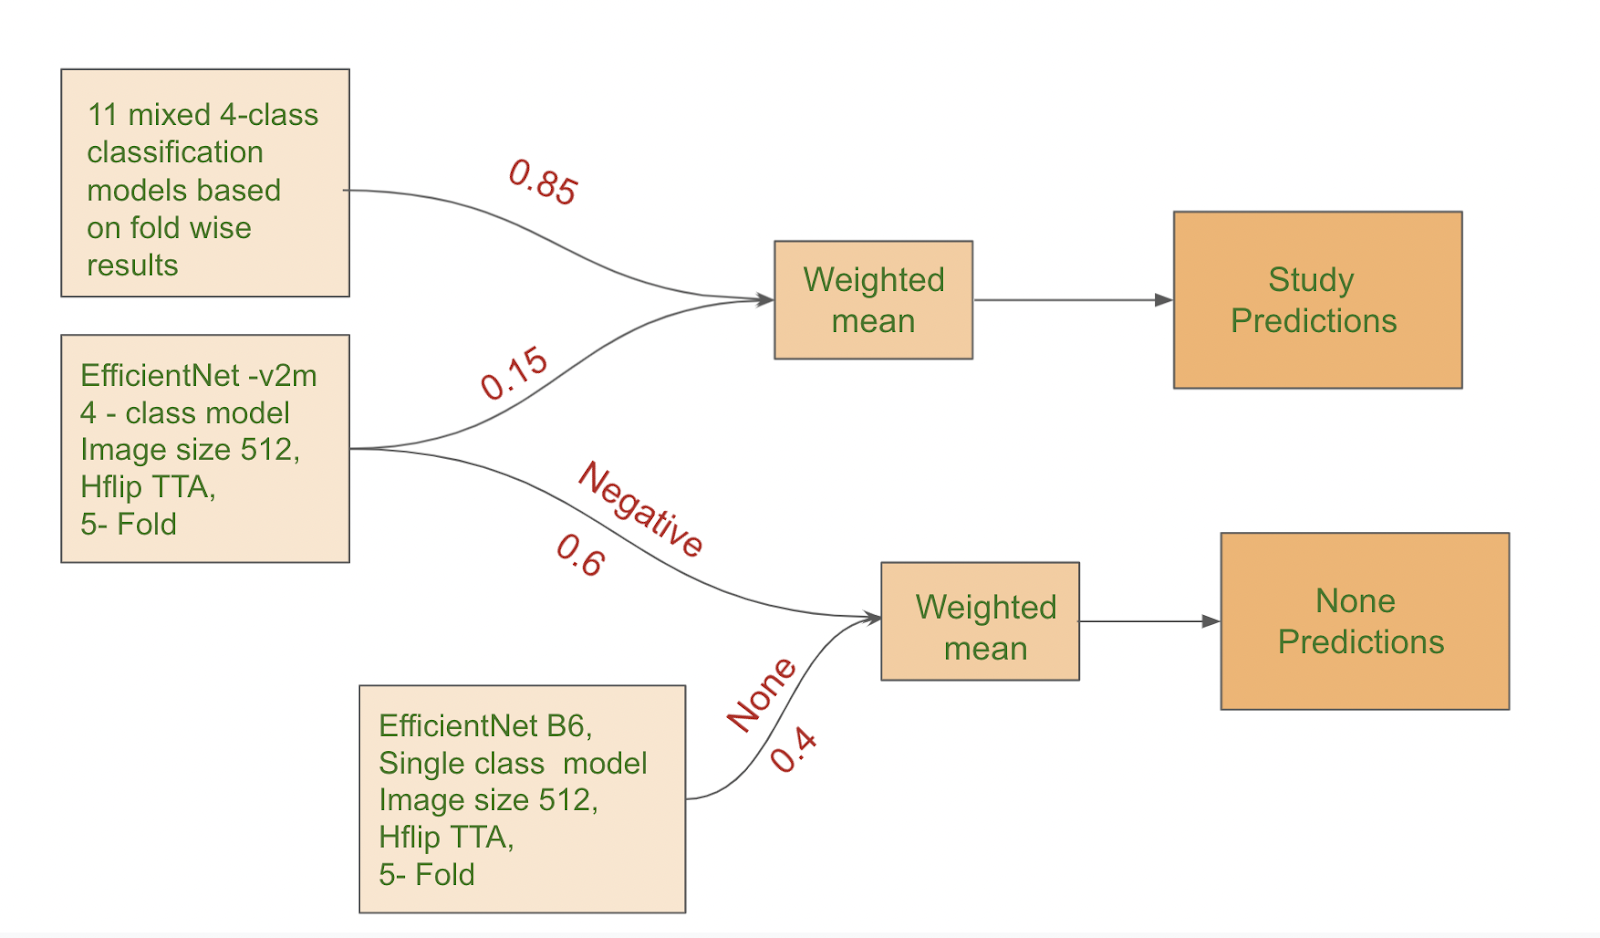 11 mixed 4-class
classification
models based
on fold wise
results
0.85
Weighted
mean
Study
Predictions
EfficientNet -v2m
4 - class model
Image size 512,
Hflip TTA,
5- Fold
0.15
Negative
0.6
Weighted
mean
None
Predictions
EfficientNet B6,
Single class  model
Image size 512,
Hflip TTA,
5- Fold
None
0.4